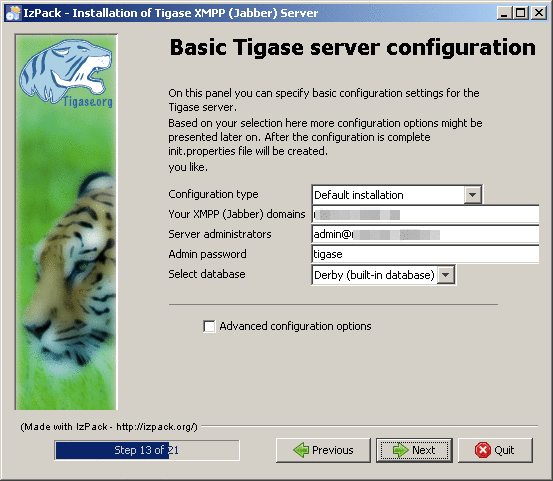 IzPack - Installation of Tigase XMPP (Jabber) Server
Tigase.org
Basic Tigase server configuration
On this panel you can specify basic configuration settings for the
Tigase server.
Based on your selection here more configuration options might be
presented later on. After the configuration is complete
init.properties file will be created.
you like.
Configuration type Default installation
Your XMPP (Jabber) domains
Server administrators admin@
Admin password tigase
Select database Derby (built-in database)
Advanced configuration options
(Made with IzPack - http://izpack.org/)
Step 13 of 21
Previous
Next
Quit